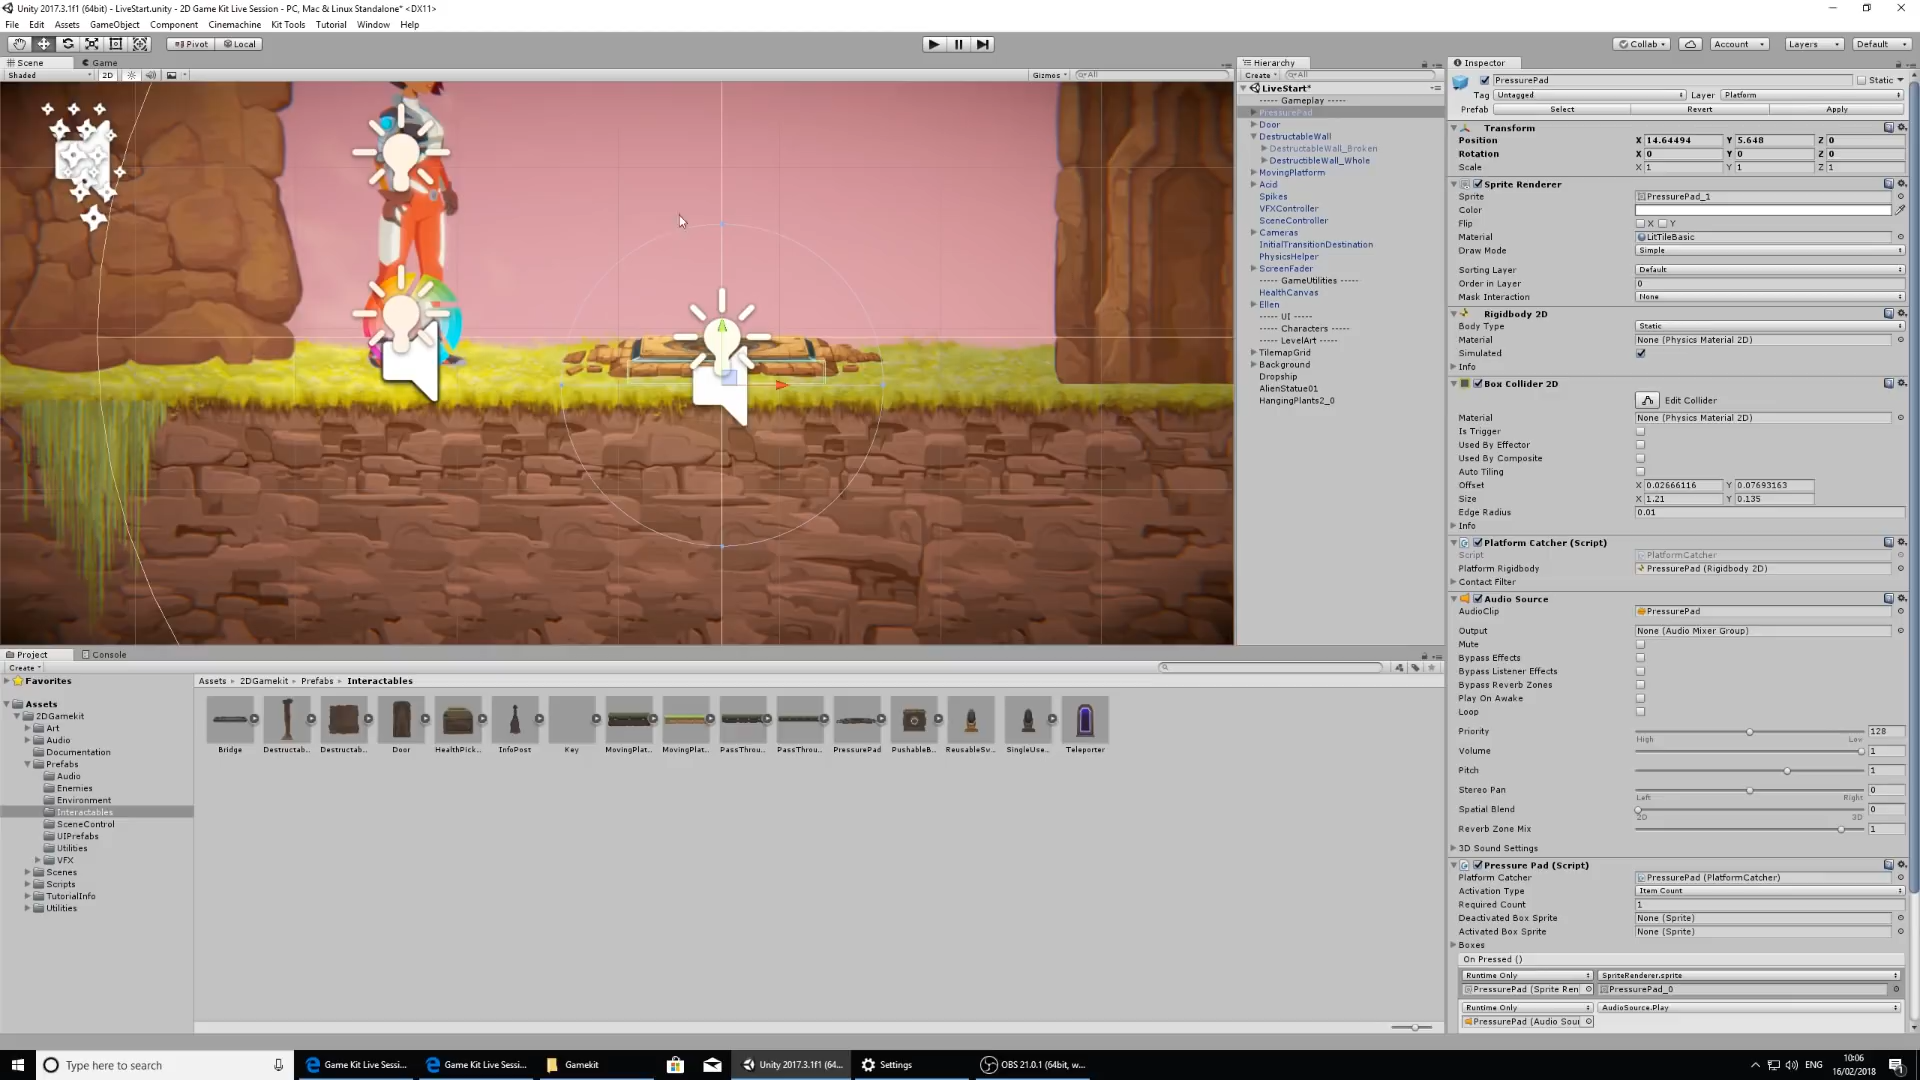 Unity 2017.3.1f1 (64bit) - LiveStart.unity - 2D Game Kit Live Session - PC, Mac & Linux Standalone* <DX11>
File Edit Assets GameObject Component Cinemachine Kit Tools Tutorial Window Help
Pivot Local Collab Account Layers Default
Scene Game
Shaded 2D Gizmos All
Hierarchy
Create All
LiveStart*
----- Gameplay -----
PressurePad
Door
DestructableWall
DestructableWall_Broken
DestructibleWall_Whole
MovingPlatform
Acid
Spikes
VFXController
SceneController
Cameras
InitialTransitionDestination
PhysicsHelper
ScreenFader
----- GameUtilities -----
HealthCanvas
Ellen
----- UI -----
----- Characters -----
----- LevelArt -----
TilemapGrid
Background
Dropship
AlienStatue01
HangingPlants2_0
Inspector
PressurePad Static
Tag Untagged Layer Platform
Prefab Select Revert Apply
Transform
Position X 14.64494 Y 5.648 Z 0
Rotation X 0 Y 0 Z 0
Scale X 1 Y 1 Z 1
Sprite Renderer
Sprite PressurePad_1
Color
Flip X Y
Material LitTileBasic
Draw Mode Simple
Sorting Layer Default
Order in Layer 0
Mask Interaction None
Rigidbody 2D
Body Type Static
Material None (Physics Material 2D)
Simulated
Info
Box Collider 2D
Edit Collider
Material None (Physics Material 2D)
Is Trigger
Used By Effector
Used By Composite
Auto Tiling
Offset X 0.02666116 Y 0.07693163
Size X 1.21 Y 0.135
Edge Radius 0.01
Info
Platform Catcher (Script)
Script PlatformCatcher
Platform Rigidbody PressurePad (Rigidbody 2D)
Contact Filter
Audio Source
AudioClip PressurePad
Output None (Audio Mixer Group)
Mute
Bypass Effects
Bypass Listener Effects
Bypass Reverb Zones
Play On Awake
Loop
Priority 128
High Low
Volume 1
Pitch 1
Stereo Pan 0
Left Right
Spatial Blend 0
2D 3D
Reverb Zone Mix 1
3D Sound Settings
Pressure Pad (Script)
Platform Catcher PressurePad (PlatformCatcher)
Activation Type Item Count
Required Count 1
Deactivated Box Sprite None (Sprite)
Activated Box Sprite None (Sprite)
Boxes
On Pressed ()
Runtime Only SpriteRenderer.sprite
PressurePad (Sprite Ren PressurePad_0
Runtime Only AudioSource.Play
PressurePad (Audio Sour
Project Console
Create
Favorites
Assets
2DGamekit
Art
Audio
Documentation
Prefabs
Audio
Enemies
Environment
Interactables
SceneControl
UIPrefabs
Utilities
VFX
Scenes
Scripts
TutorialInfo
Utilities
Assets 2DGamekit Prefabs Interactables
Bridge Destructab... Destructab... Door HealthPick... InfoPost Key MovingPlat... MovingPlat... PassThrou... PassThrou... PressurePad PushableB... ReusableSw... SingleUse... Teleporter
Type here to search
Game Kit Live Sessi...
Game Kit Live Sessi...
Gamekit
Unity 2017.3.1f1 (64...
Settings
OBS 21.0.1 (64bit, w...
ENG
10:06
16/02/2018